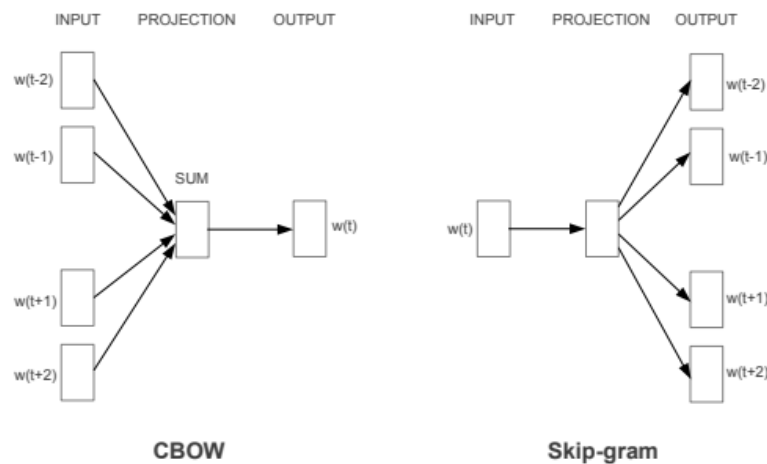 INPUT PROJECTION OUTPUT
w(t-2)
w(t-1)
SUM
w(t)
w(t+1)
w(t+2)
CBOW
INPUT PROJECTION OUTPUT
w(t-2)
w(t-1)
w(t)
w(t+1)
w(t+2)
Skip-gram